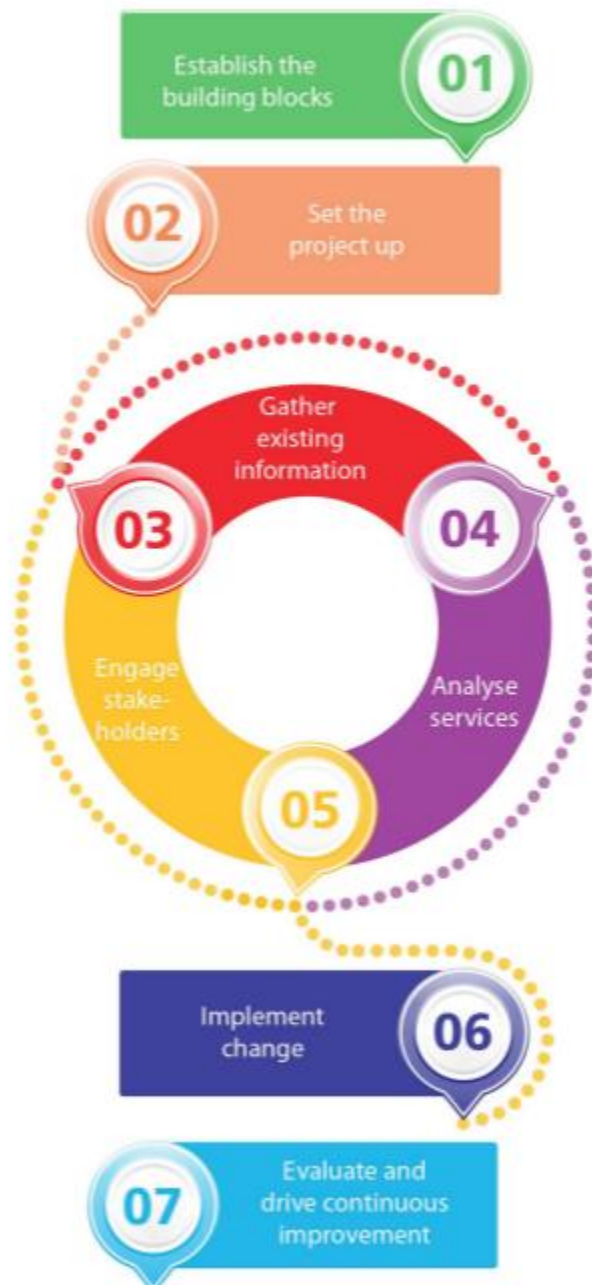 Establish the
building blocks
01
02
Set the
project up
Gather
existing
information
03
04
Engage
stake-
holders
Analyse
services
05
Implement
change
06
07
Evaluate and
drive continuous
improvement